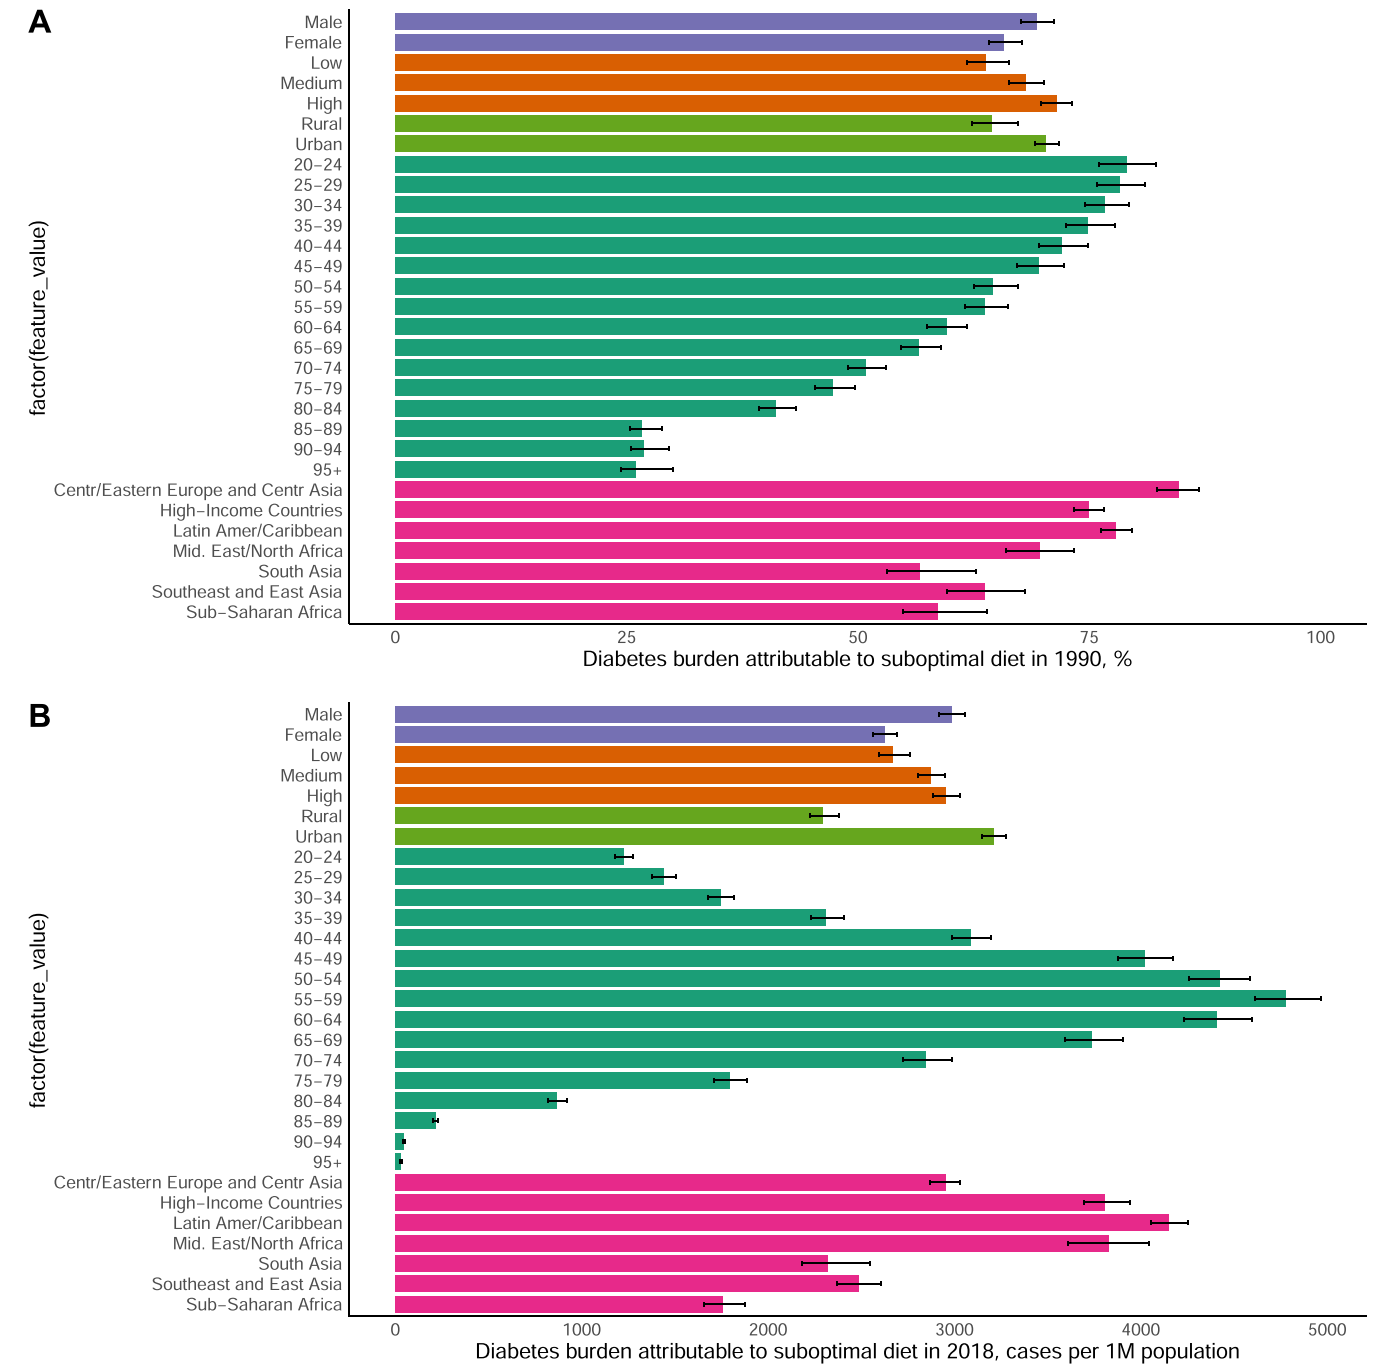 A
Male
Female
Low
Medium
High
Rural
Urban
20−24
25−29
30−34
35−39
40−44
45−49
50−54
55−59
60−64
65−69
70−74
75−79
80−84
85−89
90−94
95+
Centr/Eastern Europe and Centr Asia
High−Income Countries
Latin Amer/Caribbean
Mid. East/North Africa
South Asia
Southeast and East Asia
Sub−Saharan Africa
factor(feature_value)
0 25 50 75 100
Diabetes burden attributable to suboptimal diet in 1990, %
B
Male
Female
Low
Medium
High
Rural
Urban
20−24
25−29
30−34
35−39
40−44
45−49
50−54
55−59
60−64
65−69
70−74
75−79
80−84
85−89
90−94
95+
Centr/Eastern Europe and Centr Asia
High−Income Countries
Latin Amer/Caribbean
Mid. East/North Africa
South Asia
Southeast and East Asia
Sub−Saharan Africa
factor(feature_value)
0 1000 2000 3000 4000 5000
Diabetes burden attributable to suboptimal diet in 2018, cases per 1M population